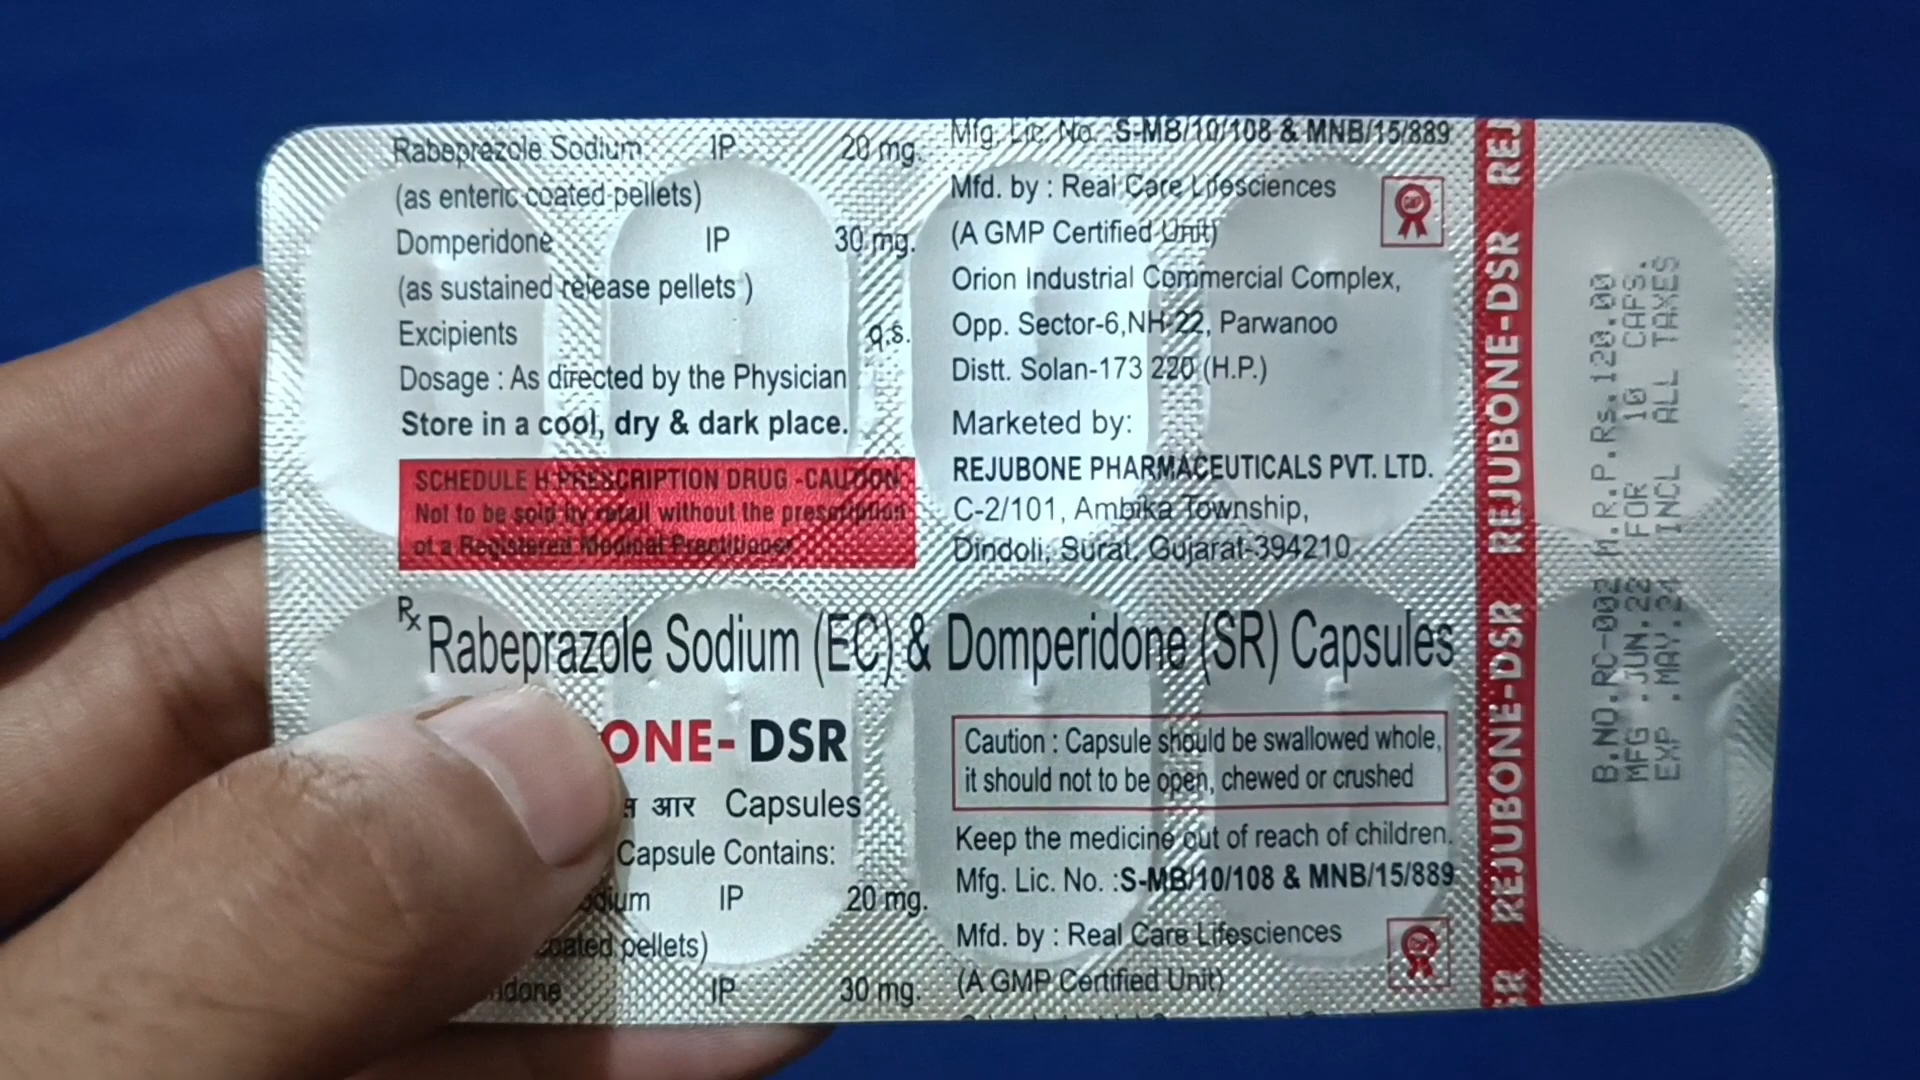 Rabeprazole Sodium IP 20 mg.
(as enteric coated pellets)
Domperidone IP 30 mg.
(as sustained release pellets )
Excipients q.s.
Dosage : As directed by the Physician
Store in a cool, dry & dark place.
SCHEDULE H PRESCRIPTION DRUG -CAUTION
Not to be sold by retail without the prescription
of a Registered Medical Practitioner
Mfg. Lic. No. :S-MB/10/108 & MNB/15/889
Mfd. by : Real Care Lifesciences
(A GMP Certified Unit)
Orion Industrial Commercial Complex,
Opp. Sector-6,NH-22, Parwanoo
Distt. Solan-173 220 (H.P.)
Marketed by:
REJUBONE PHARMACEUTICALS PVT. LTD.
C-2/101, Ambika Township,
Dindoli, Surat, Gujarat-394210
Rx Rabeprazole Sodium (EC) & Domperidone (SR) Capsules
ONE- DSR
आर Capsules
Capsule Contains:
dium IP 20 mg.
coated pellets)
idone IP 30 mg.
Caution : Capsule should be swallowed whole,
it should not to be open, chewed or crushed
Keep the medicine out of reach of children.
Mfg. Lic. No. :S-MB/10/108 & MNB/15/889
Mfd. by : Real Care Lifesciences
(A GMP Certified Unit)
REJUBONE-DSR REJUBONE-DSR REJ
B.NO.RC-002 M.R.P.Rs.120.00
MFG .JUN.22 FOR 10 CAPS.
EXP .MAY.24 INCL ALL TAXES